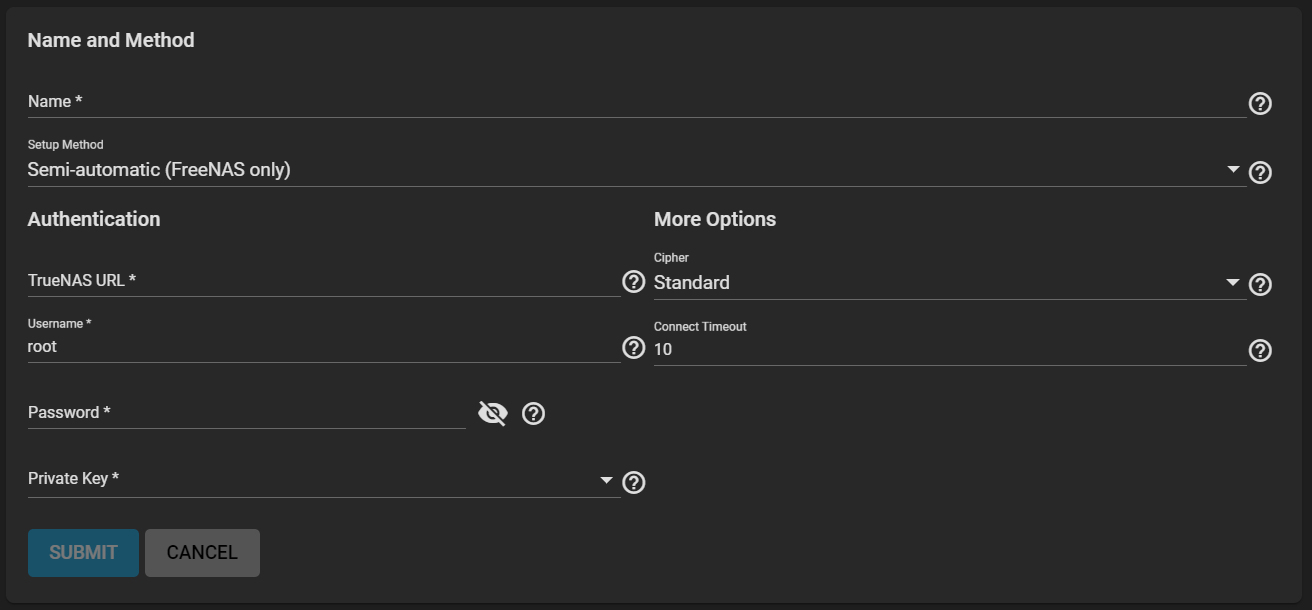 Name and Method
Name *
Setup Method
Semi-automatic (FreeNAS only)
Authentication
TrueNAS URL *
Username *
root
Password *
Private Key *
More Options
Cipher
Standard
Connect Timeout
10
SUBMIT
CANCEL